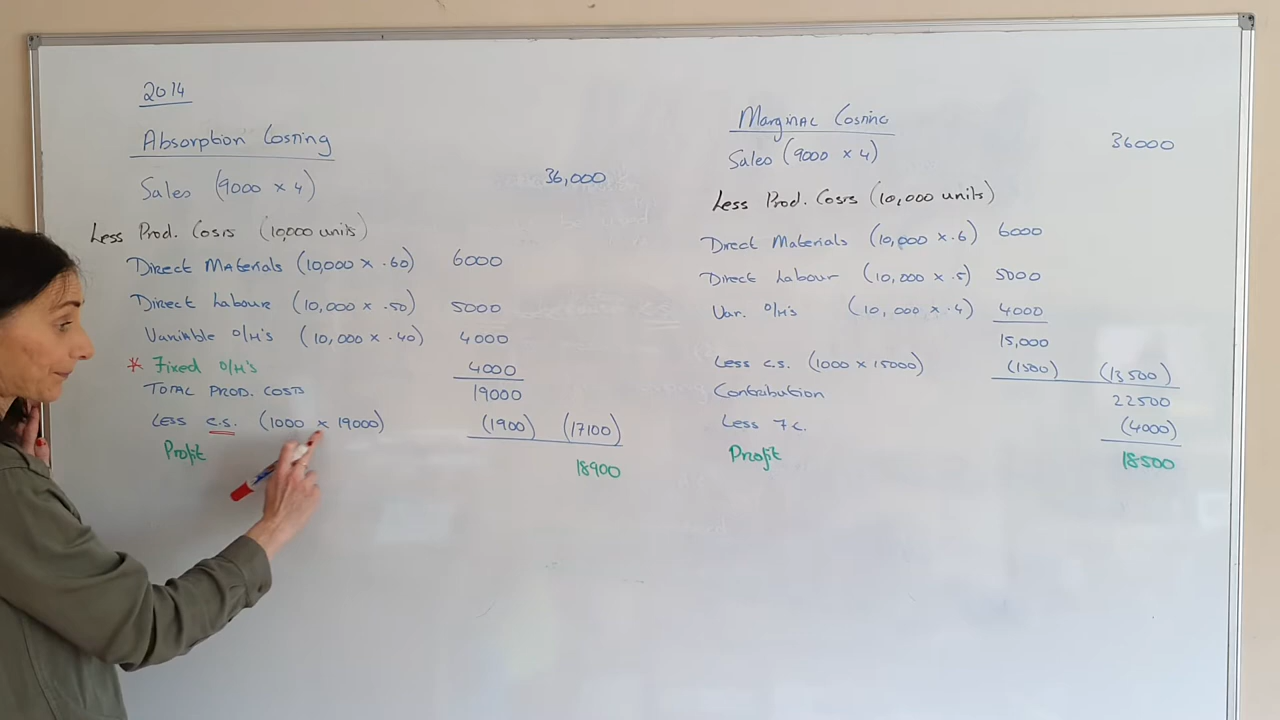 2014
Absorption Costing
Sales (9000 x 4) 36,000
Less Prod. Costs (10,000 units)
Direct Materials (10,000 x .60) 6000
Direct Labour (10,000 x .50) 5000
Variable O/H's (10,000 x .40) 4000
* Fixed O/H's 4000
TOTAL PROD. COSTS 19000
Less C.S. (1000 x 19000) (1900) (17100)
Profit 18900
Marginal Costing
Sales (9000 x 4) 36000
Less Prod. Costs (10,000 units)
Direct Materials (10,000 x .6) 6000
Direct Labour (10,000 x .5) 5000
Var. O/H's (10,000 x .4) 4000
15,000
Less C.S. (1000 x 15000) (1500) (13500)
Contribution 22500
Less F.C. (4000)
Profit 18500